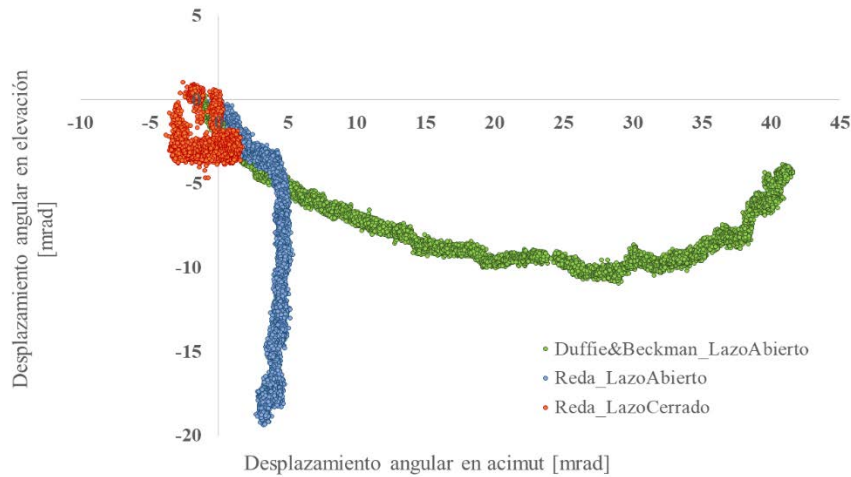 5
-10
-5
0
5
10
15
20
25
30
35
40
45
-5
-10
-15
-20
Desplazamiento angular en elevación
[mrad]
Duffie&Beckman_LazoAbierto
Reda_LazoAbierto
Reda_LazoCerrado
Desplazamiento angular en acimut [mrad]